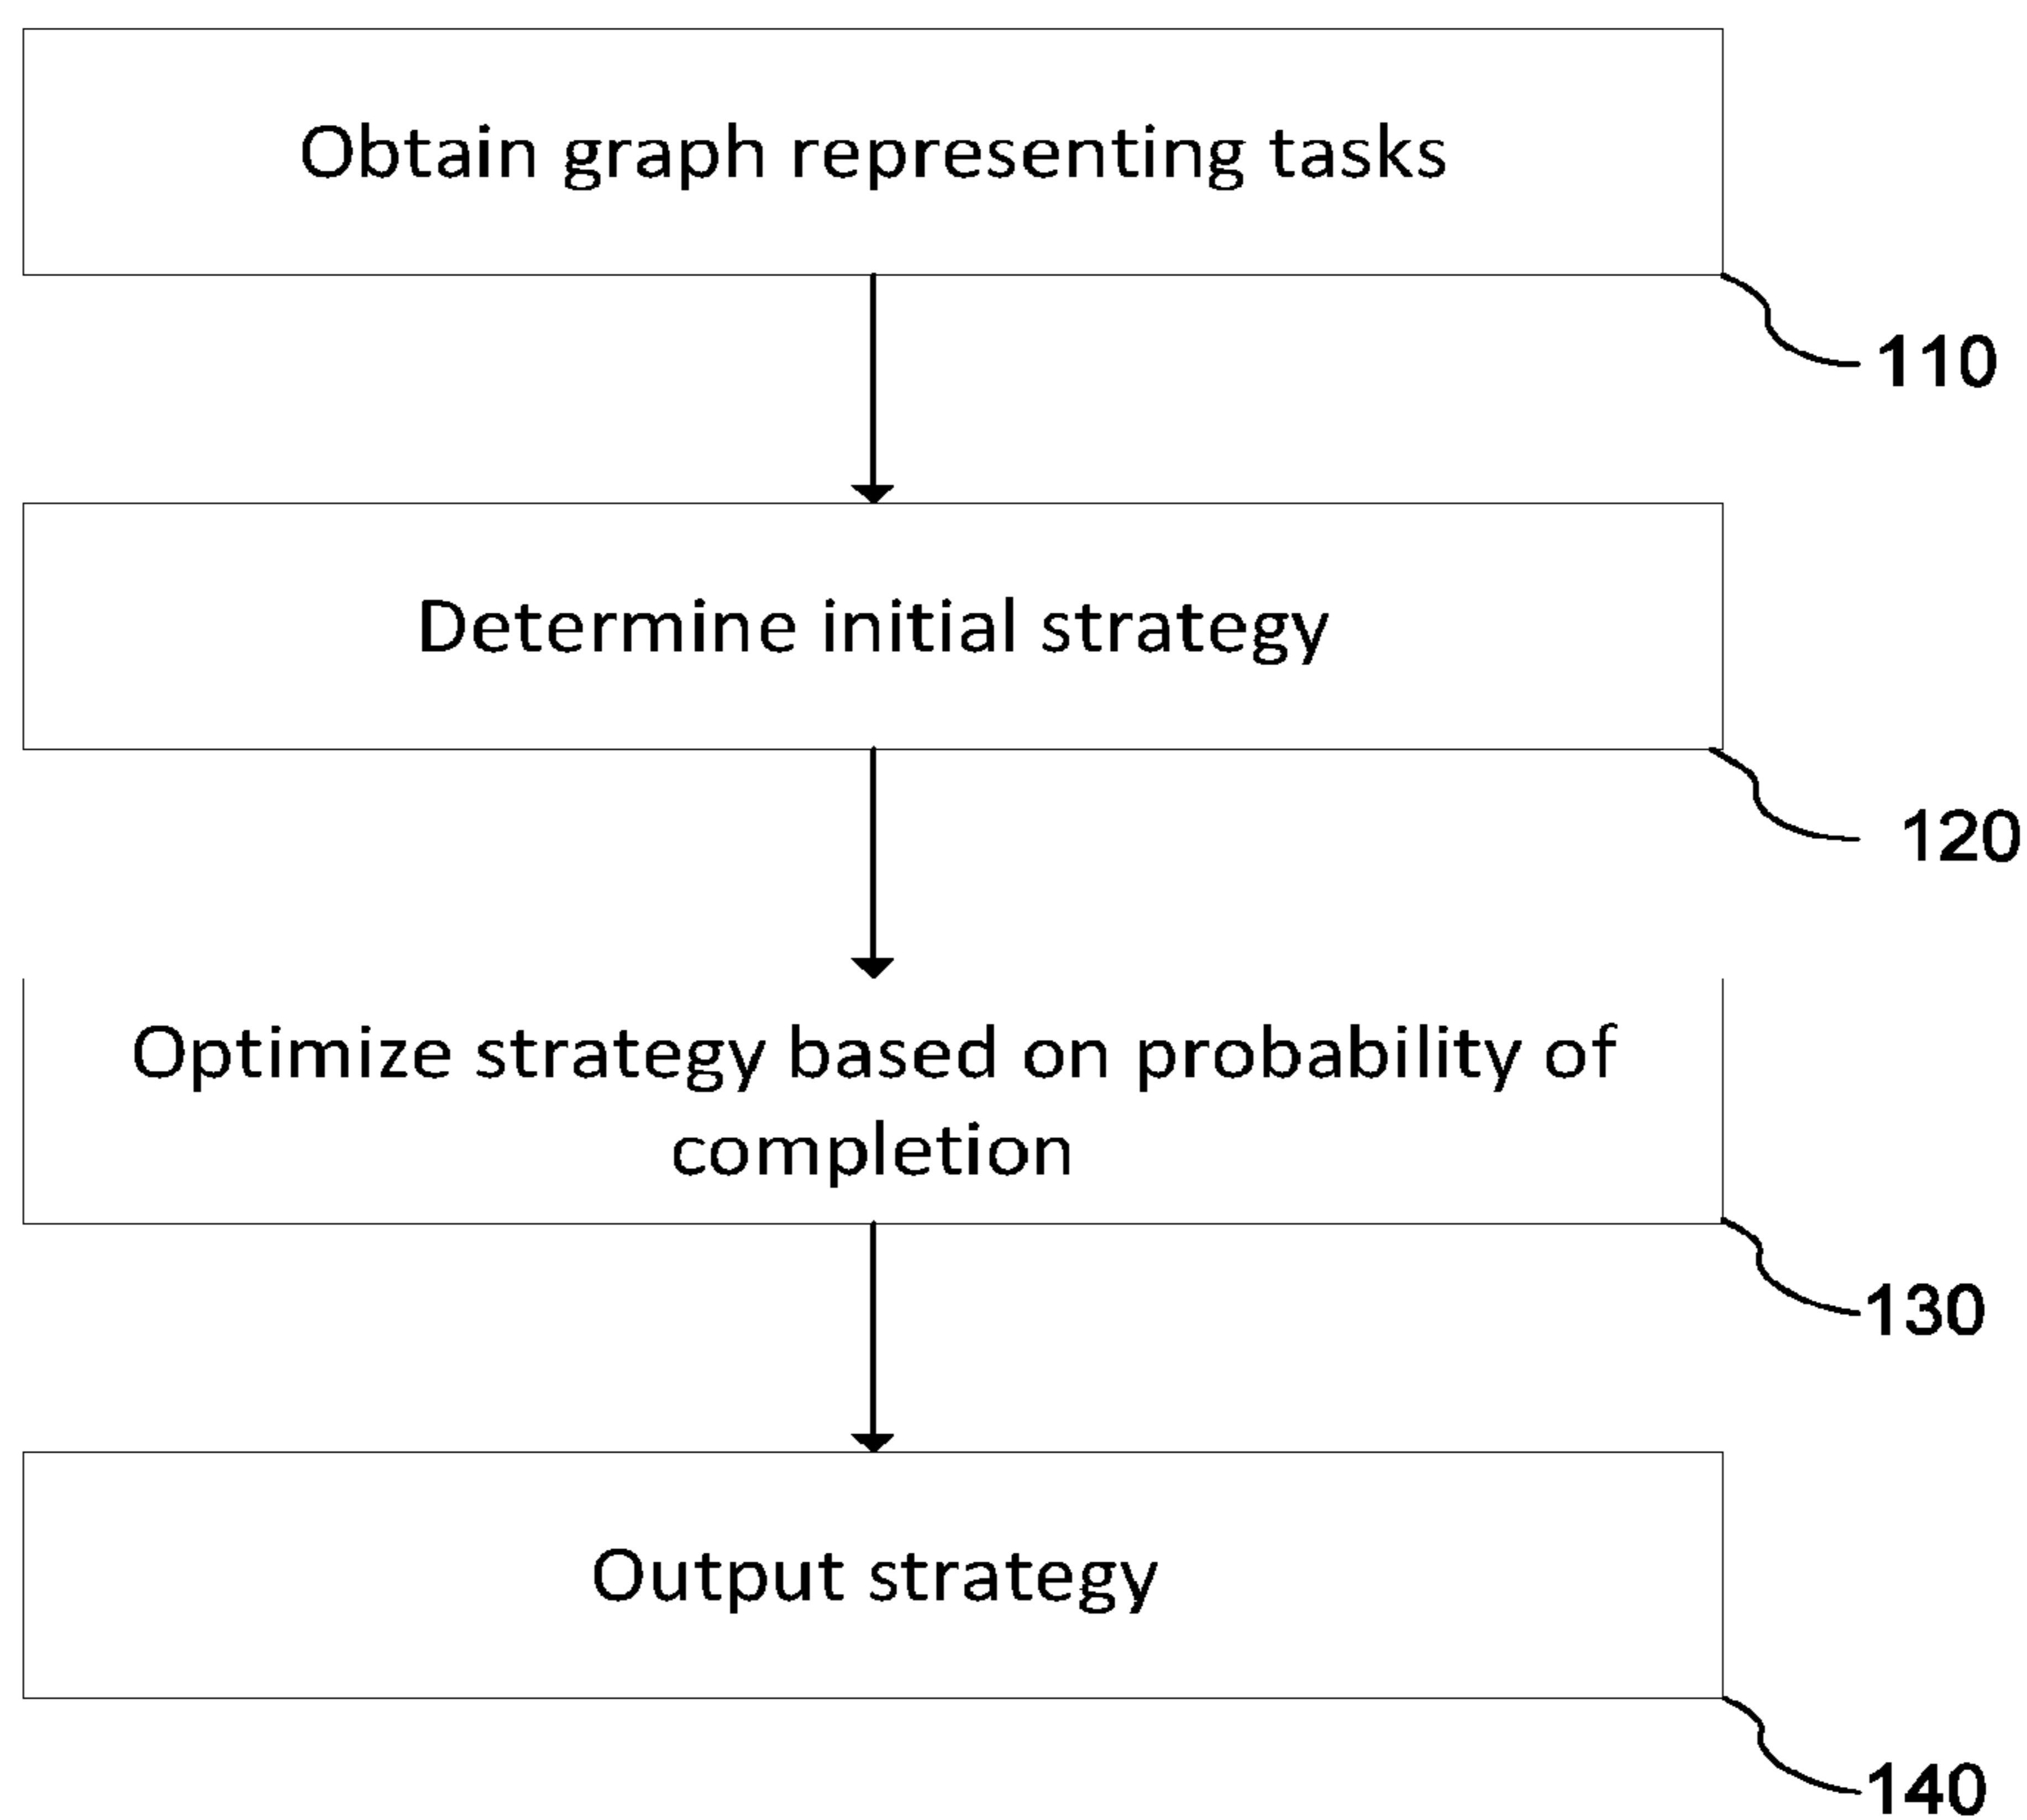 Obtain graph representing tasks
110
Determine initial strategy
120
Optimize strategy based on probability of
completion
130
Output strategy
140